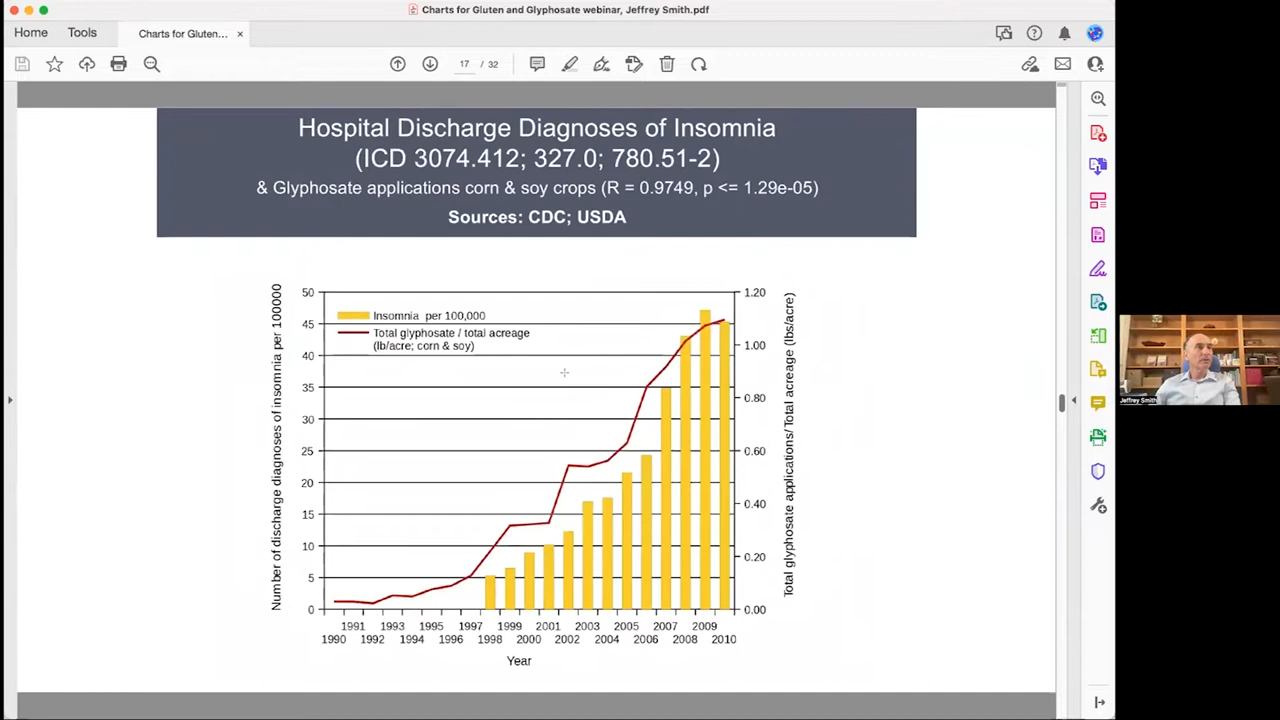 Charts for Gluten and Glyphosate webinar, Jeffrey Smith.pdf
Home Tools Charts for Gluten... ×
17 / 32
Hospital Discharge Diagnoses of Insomnia
(ICD 3074.412; 327.0; 780.51-2)
& Glyphosate applications corn & soy crops (R = 0.9749, p <= 1.29e-05)
Sources: CDC; USDA
Number of discharge diagnoses of insomnia per 100000
50
45
40
35
30
25
20
15
10
5
0
Insomnia per 100,000
Total glyphosate / total acreage
(lb/acre; corn & soy)
1.20
1.00
0.80
0.60
0.40
0.20
0.00
Total glyphosate applications/Total acreage (lbs/acre)
1991 1993 1995 1997 1999 2001 2003 2005 2007 2009
1990 1992 1994 1996 1998 2000 2002 2004 2006 2008 2010
Year
Jeffrey Smith